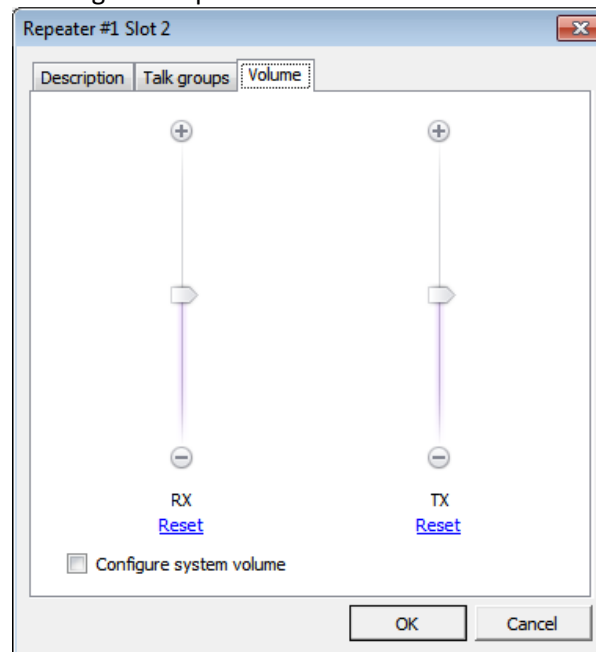 Repeater #1 Slot 2
Description Talk groups Volume
RX TX
Reset Reset
Configure system volume
OK Cancel